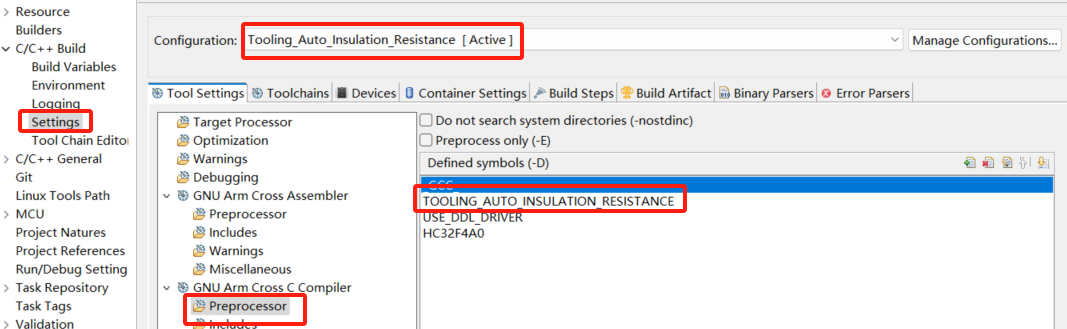 Resource
Builders
C/C++ Build
Build Variables
Environment
Logging
Settings
Tool Chain Editor
C/C++ General
Git
Linux Tools Path
MCU
Project Natures
Project References
Run/Debug Setting
Task Repository
Task Tags
Validation
Configuration: Tooling_Auto_Insulation_Resistance [ Active ] Manage Configurations...
Tool Settings Toolchains Devices Container Settings Build Steps Build Artifact Binary Parsers Error Parsers
Target Processor
Optimization
Warnings
Debugging
GNU Arm Cross Assembler
Preprocessor
Includes
Warnings
Miscellaneous
GNU Arm Cross C Compiler
Preprocessor
Includes
Do not search system directories (-nostdinc)
Preprocess only (-E)
Defined symbols (-D)
TOOLING_AUTO_INSULATION_RESISTANCE
USE_DDL_DRIVER
HC32F4A0